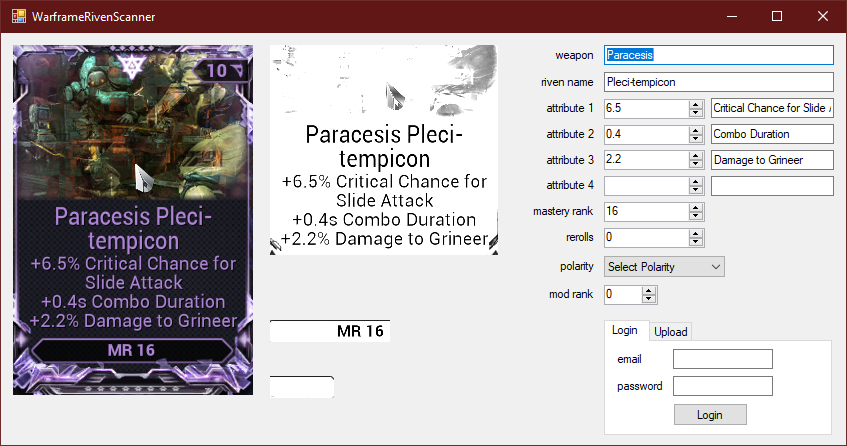 WarframeRivenScanner
10
Paracesis Pleci-
tempicon
+6.5% Critical Chance for
Slide Attack
+0.4s Combo Duration
+2.2% Damage to Grineer
MR 16
Paracesis Pleci-
tempicon
+6.5% Critical Chance for
Slide Attack
+0.4s Combo Duration
+2.2% Damage to Grineer
MR 16
weapon Paracesis
riven name Pleci-tempicon
attribute 1 6.5 Critical Chance for Slide
attribute 2 0.4 Combo Duration
attribute 3 2.2 Damage to Grineer
attribute 4
mastery rank 16
rerolls 0
polarity Select Polarity
mod rank 0
Login Upload
email
password
Login